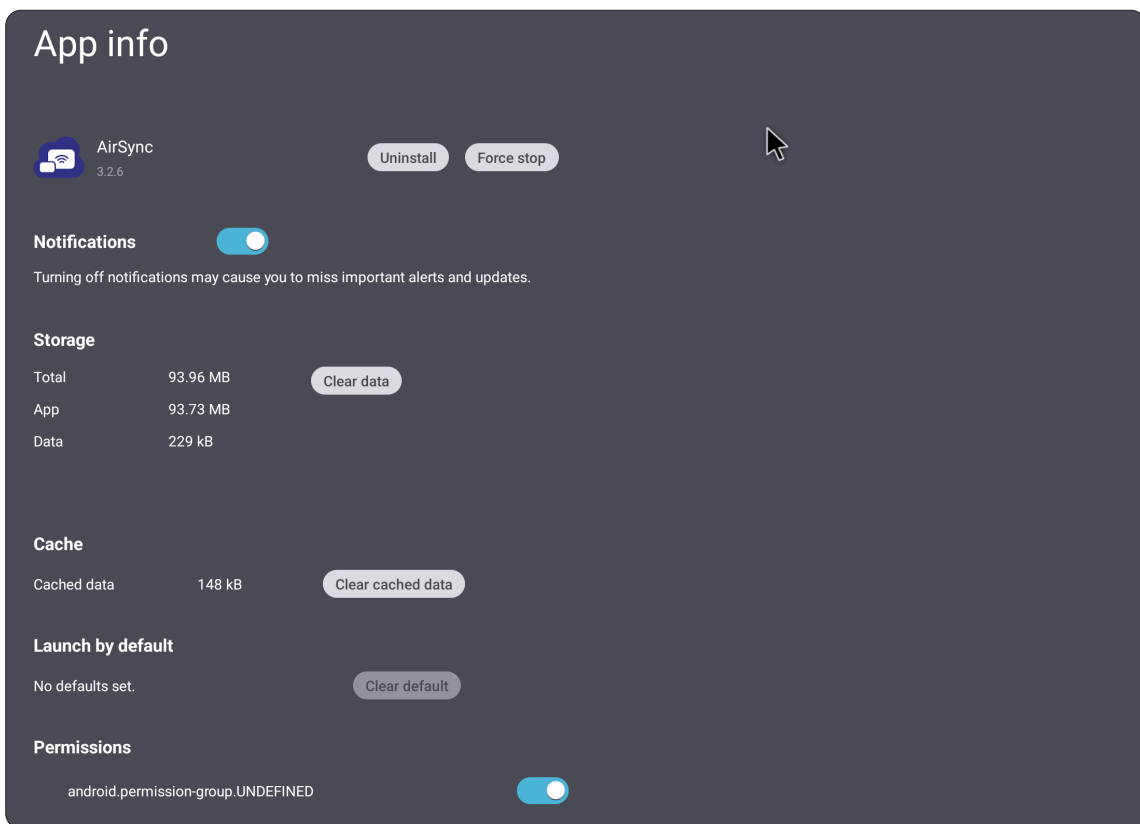 App info
AirSync
3.2.6
Uninstall
Force stop
Notifications
Turning off notifications may cause you to miss important alerts and updates.
Storage
Total 93.96 MB
Clear data
App 93.73 MB
Data 229 kB
Cache
Cached data 148 kB
Clear cached data
Launch by default
No defaults set.
Clear default
Permissions
android.permission-group.UNDEFINED